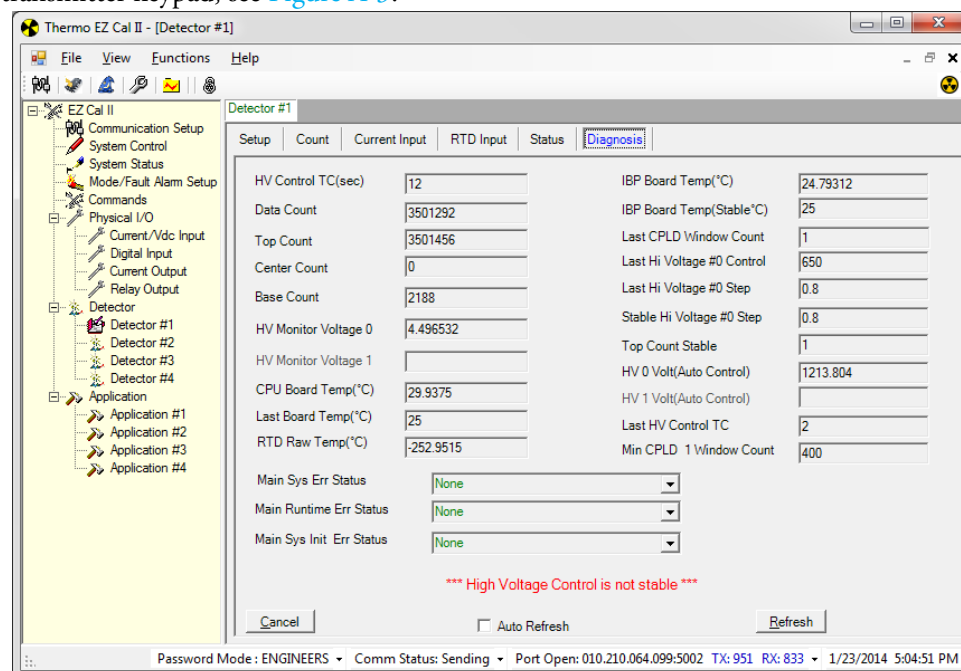 transmitter keypad, see Figure A-3.
Thermo EZ Cal II - [Detector #1]
File View Functions Help
EZ Cal II
Communication Setup
System Control
System Status
Mode/Fault Alarm Setup
Commands
Physical I/O
Current/Vdc Input
Digital Input
Current Output
Relay Output
Detector
Detector #1
Detector #2
Detector #3
Detector #4
Application
Application #1
Application #2
Application #3
Application #4
Detector #1
Setup Count Current Input RTD Input Status Diagnosis
HV Control TC(sec) 12
Data Count 3501292
Top Count 3501456
Center Count 0
Base Count 2188
HV Monitor Voltage 0 4.496532
HV Monitor Voltage 1
CPU Board Temp(°C) 29.9375
Last Board Temp(°C) 25
RTD Raw Temp(°C) -252.9515
IBP Board Temp(°C) 24.79312
IBP Board Temp(Stable°C) 25
Last CPLD Window Count 1
Last Hi Voltage #0 Control 650
Last Hi Voltage #0 Step 0.8
Stable Hi Voltage #0 Step 0.8
Top Count Stable 1
HV 0 Volt(Auto Control) 1213.804
HV 1 Volt(Auto Control)
Last HV Control TC 2
Min CPLD 1 Window Count 400
Main Sys Err Status None
Main Runtime Err Status None
Main Sys Init Err Status None
*** High Voltage Control is not stable ***
Cancel Auto Refresh Refresh
Password Mode : ENGINEERS Comm Status: Sending Port Open: 010.210.064.099:5002 TX: 951 RX: 833 1/23/2014 5:04:51 PM